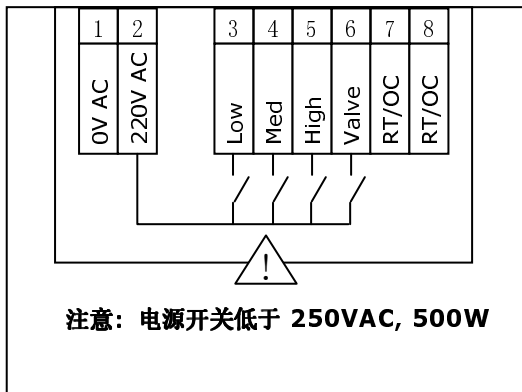 1 2 3 4 5 6 7 8
0V AC 220V AC Low Med High Valve RT/OC RT/OC
!
注意: 电源开关低于 250VAC, 500W